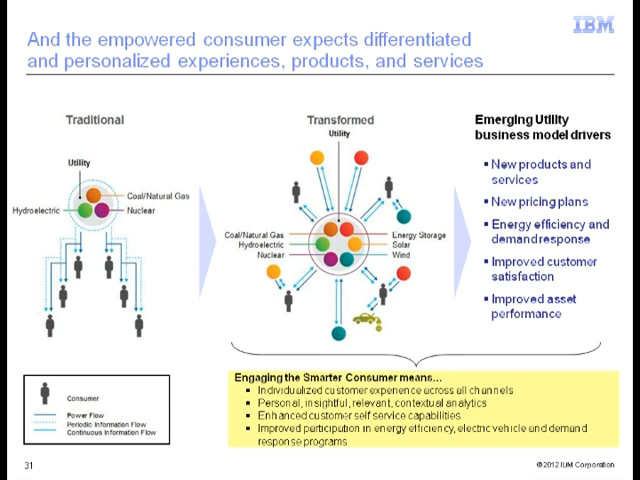 IBM
And the empowered consumer expects differentiated
and personalized experiences, products, and services
Traditional
Utility
Coal/Natural Gas
Hydroelectric
Nuclear
Transformed
Utility
Coal/Natural Gas
Hydroelectric
Nuclear
Energy Storage
Solar
Wind
Emerging Utility
business model drivers
▪ New products and
services
▪ New pricing plans
▪ Energy efficiency and
demand response
▪ Improved customer
satisfaction
▪ Improved asset
performance
Consumer
Power Flow
Periodic Information Flow
Continuous Information Flow
Engaging the Smarter Consumer means…
▪ Individualized customer experience across all channels
▪ Personal, insightful, relevant, contextual analytics
▪ Enhanced customer self service capabilities
▪ Improved participation in energy efficiency, electric vehicle and demand
response programs
31
© 2012 IBM Corporation